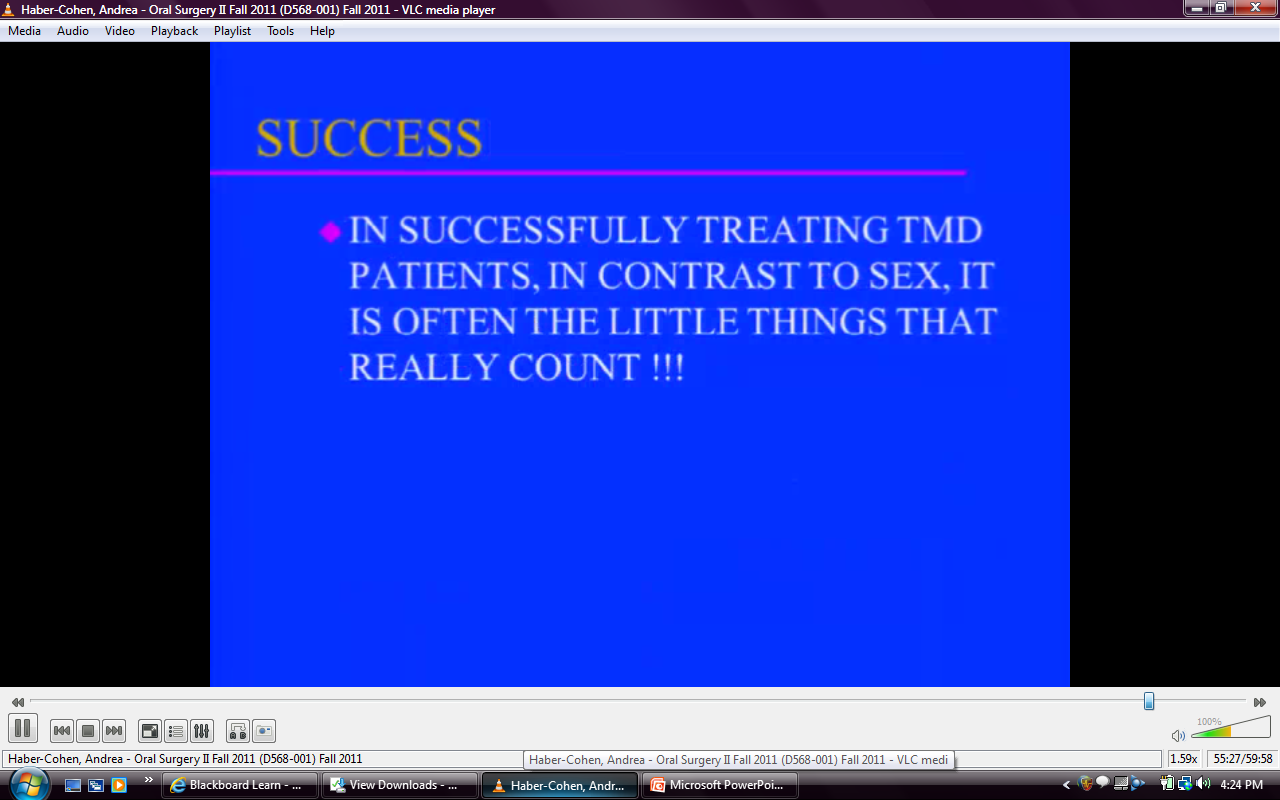 Haber-Cohen, Andrea - Oral Surgery II Fall 2011 (D568-001) Fall 2011 - VLC media player
Media Audio Video Playback Playlist Tools Help
SUCCESS
IN SUCCESSFULLY TREATING TMD
PATIENTS, IN CONTRAST TO SEX, IT
IS OFTEN THE LITTLE THINGS THAT
REALLY COUNT !!!
100%
Haber-Cohen, Andrea - Oral Surgery II Fall 2011 (D568-001) Fall 2011
Haber-Cohen, Andrea - Oral Surgery II Fall 2011 (D568-001) Fall 2011 - VLC medi
1.59x 55:27/59:58
Blackboard Learn - ... View Downloads - ... Haber-Cohen, Andr... Microsoft PowerPoi... 4:24 PM